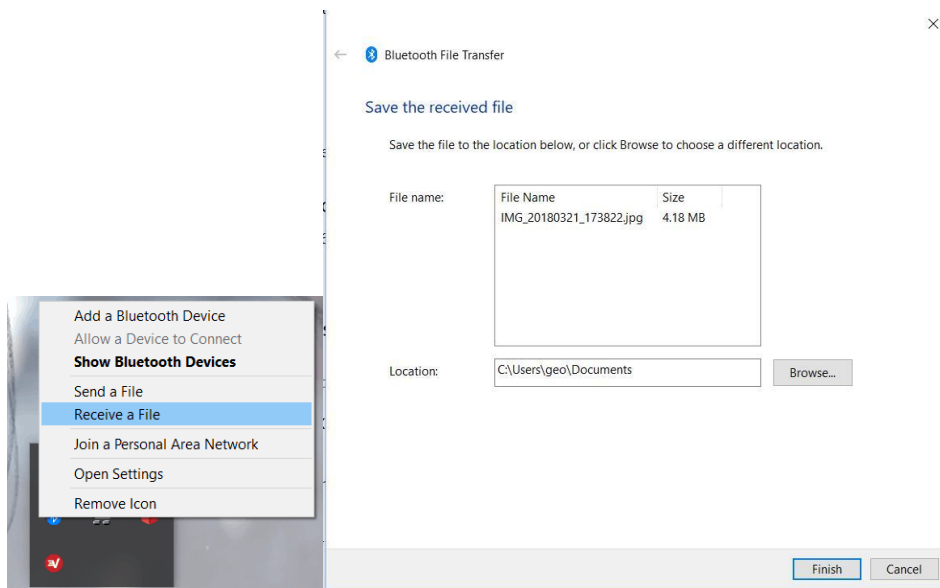 Add a Bluetooth Device
Allow a Device to Connect
Show Bluetooth Devices
Send a File
Receive a File
Join a Personal Area Network
Open Settings
Remove Icon
Bluetooth File Transfer
Save the received file
Save the file to the location below, or click Browse to choose a different location.
File name:
File Name Size
IMG_20180321_173822.jpg 4.18 MB
Location: C:\Users\geo\Documents Browse...
Finish Cancel